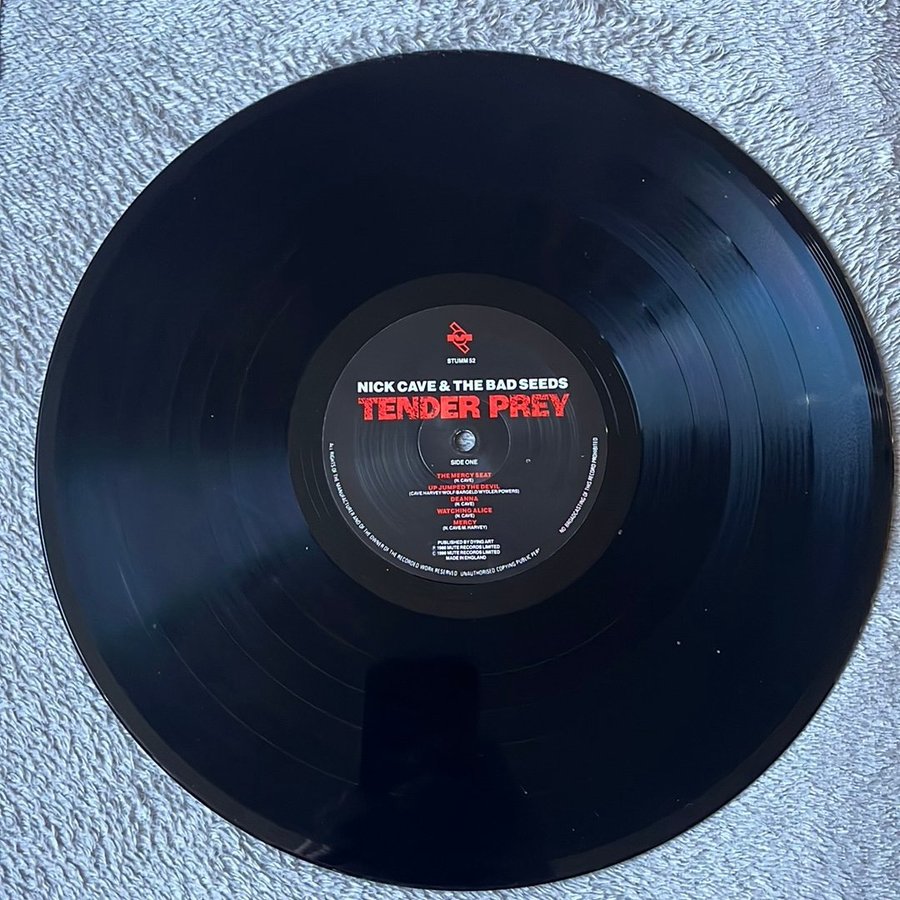 STUMM 52
NICK CAVE & THE BAD SEEDS
TENDER PREY
SIDE ONE
THE MERCY SEAT
(N. CAVE)
UP JUMPED THE DEVIL
(CAVE/HARVEY/WOLF/BARGELD/WYDLER/POWERS)
DEANNA
(N. CAVE)
WATCHING ALICE
(N. CAVE)
MERCY
(N. CAVE/M. HARVEY)
PUBLISHED BY DYING ART
℗ 1988 MUTE RECORDS LIMITED
© 1988 MUTE RECORDS LIMITED
MADE IN ENGLAND
ALL RIGHTS OF THE MANUFACTURER AND OF THE OWNER OF THE RECORDED WORK RESERVED UNAUTHORISED COPYING PUBLIC PER
NO BROADCASTING OF THIS RECORD PROHIBITED